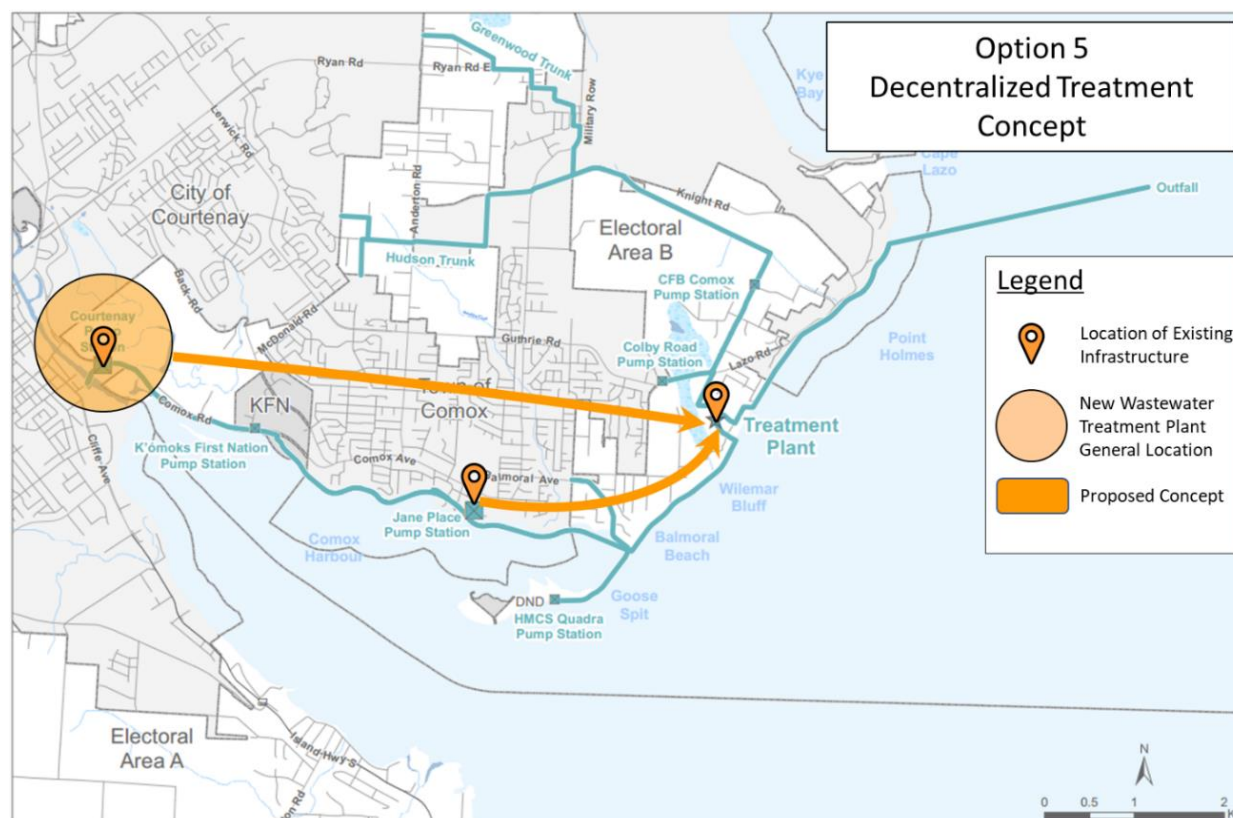 Option 5
Decentralized Treatment
Concept
Greenwood Trunk
Ryan Rd
Ryan Rd E
Military Row
Kye
Bay
Cape
Lazo
Lerwick Rd
City of
Courtenay
Anderton Rd
Knight Rd
Outfall
Electoral
Area B
Hudson Trunk
Back Rd
CFB Comox
Pump Station
Courtenay
Station
McDonald Rd
Guthrie Rd
Colby Road
Pump Station
Lazo Rd
Point
Holmes
Town of
Comox
KFN
Comox Rd
Cliffe Ave
K'ómoks First Nation
Pump Station
Treatment
Plant
Comox Ave
Balmoral Ave
Jane Place
Pump Station
Wilemar
Bluff
Comox
Harbour
Balmoral
Beach
DND
HMCS Quadra
Pump Station
Goose
Spit
Electoral
Area A
Island Hwy S
Legend
Location of Existing
Infrastructure
New Wastewater
Treatment Plant
General Location
Proposed Concept
N
0 0.5 1 2